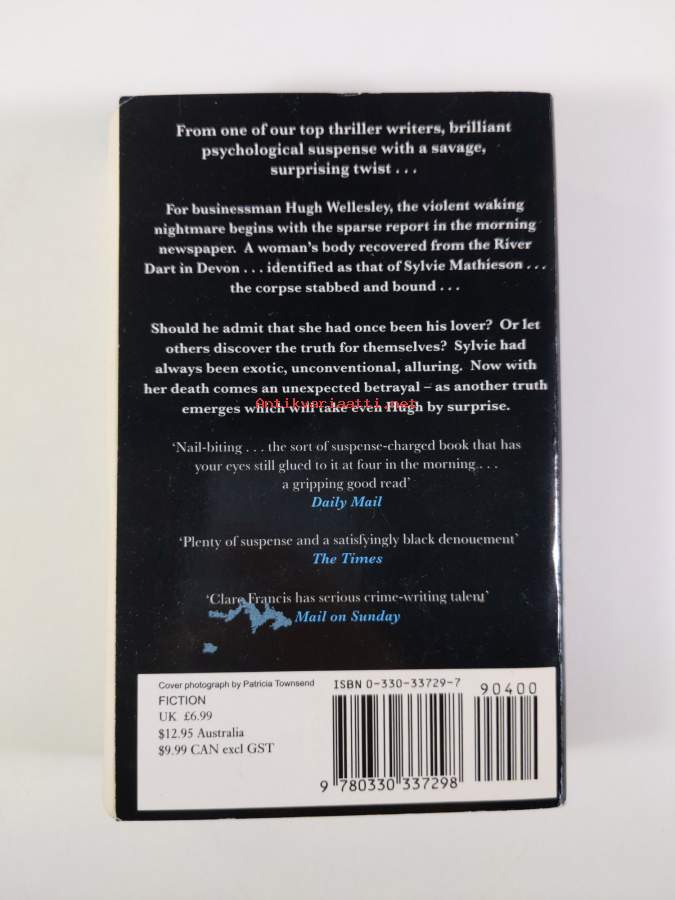 From one of our top thriller writers, brilliant
psychological suspense with a savage,
surprising twist . . .
For businessman Hugh Wellesley, the violent waking
nightmare begins with the sparse report in the morning
newspaper. A woman's body recovered from the River
Dart in Devon . . . identified as that of Sylvie Mathieson . . .
the corpse stabbed and bound . . .
Should he admit that she had once been his lover? Or let
others discover the truth for themselves? Sylvie had
always been exotic, unconventional, alluring. Now with
her death comes an unexpected betrayal – as another truth
emerges which will take even Hugh by surprise.
Antikvariaatti.net
‘Nail-biting . . . the sort of suspense-charged book that has
your eyes still glued to it at four in the morning . . .
a gripping good read’
Daily Mail
‘Plenty of suspense and a satisfyingly black denouement’
The Times
‘Clare Francis has serious crime-writing talent’
Mail on Sunday
Cover photograph by Patricia Townsend
FICTION
UK £6.99
$12.95 Australia
$9.99 CAN excl GST
ISBN 0-330-33729-7
90400
9 780330 337298